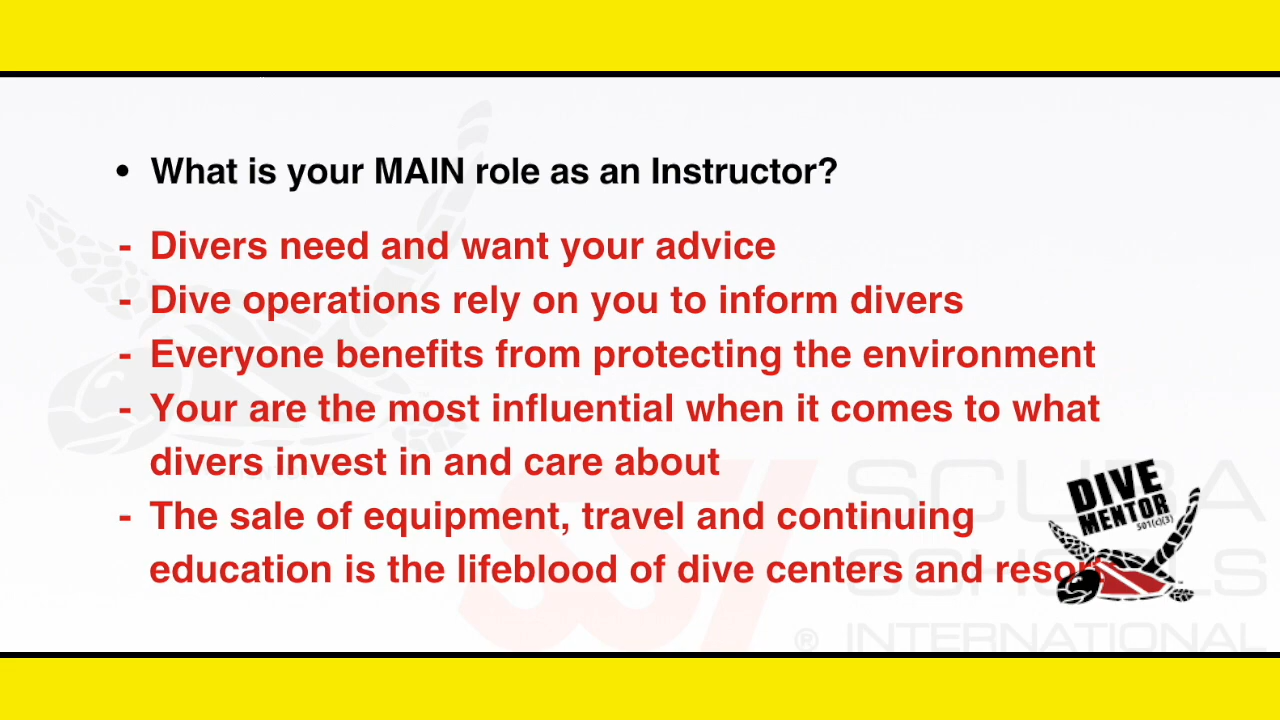 • What is your MAIN role as an Instructor?
- Divers need and want your advice
- Dive operations rely on you to inform divers
- Everyone benefits from protecting the environment
- Your are the most influential when it comes to what
divers invest in and care about
- The sale of equipment, travel and continuing
education is the lifeblood of dive centers and
DIVE
MENTOR
501(c)(3)
SSI
® INTERNATIONAL